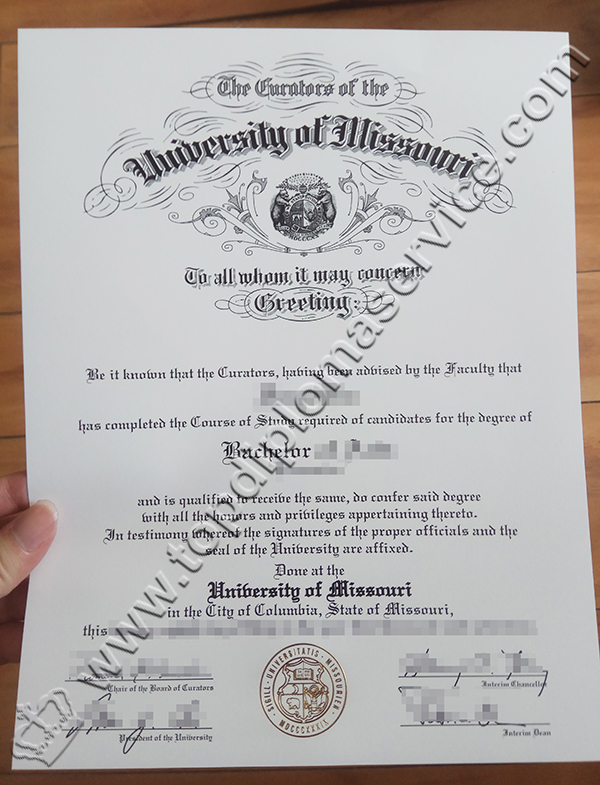 The Curators of the
University of Missouri
MDCCCXX
To all whom it may concern
Greeting:
Be it known that the Curators, having been advised by the Faculty that
has completed the Course of Study required of candidates for the degree of
Bachelor
and is qualified to receive the same, do confer said degree
with all the honors and privileges appertaining thereto.
In testimony whereof the signatures of the proper officials and the
seal of the University are affixed.
Done at the
University of Missouri
in the City of Columbia, State of Missouri,
this
Chair of the Board of Curators
Interim Chancellor
President of the University
Interim Dean
SIGILL·UNIVERSITATIS·MISSOURIEN
MDCCCXXXIX
www.topdiplomaservice.com